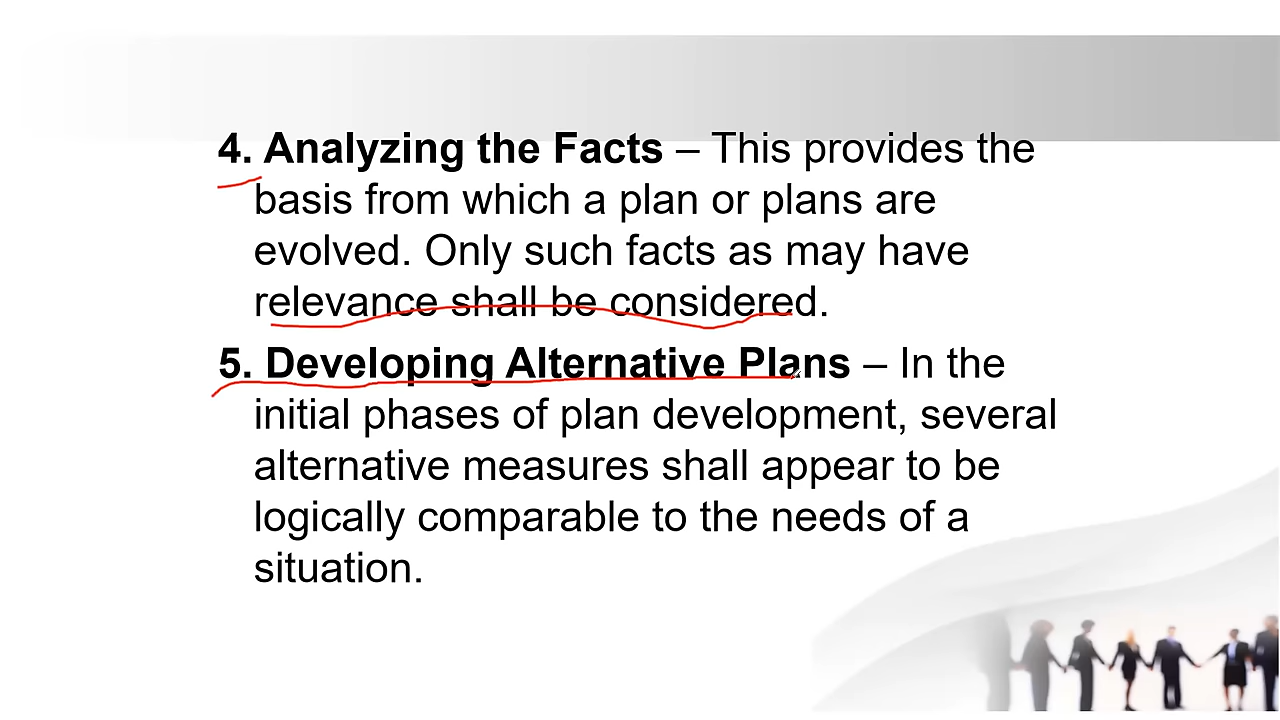 4. Analyzing the Facts – This provides the
basis from which a plan or plans are
evolved. Only such facts as may have
relevance shall be considered.
5. Developing Alternative Plans – In the
initial phases of plan development, several
alternative measures shall appear to be
logically comparable to the needs of a
situation.